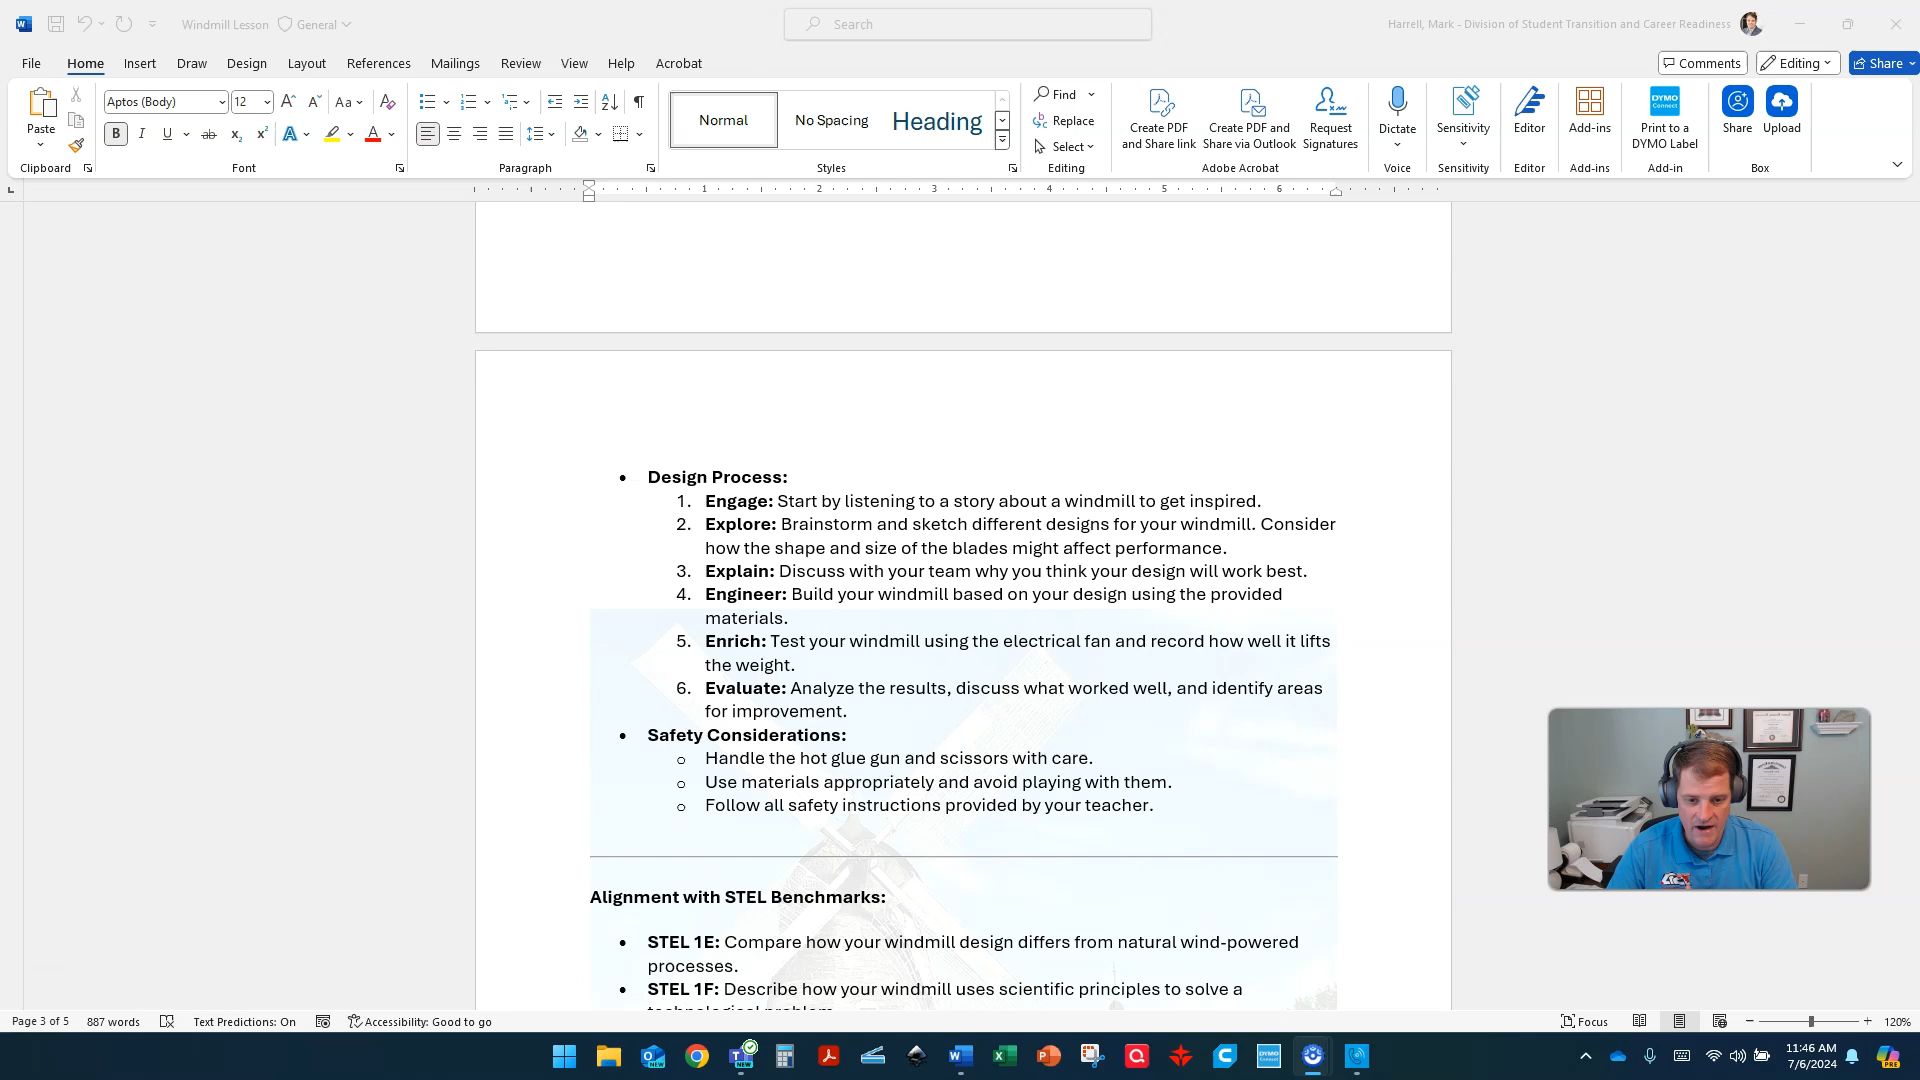 Windmill Lesson
General
Search
Harrell, Mark - Division of Student Transition and Career Readiness
File
Home
Insert
Draw
Design
Layout
References
Mailings
Review
View
Help
Acrobat
Comments
Editing
Share
Paste
Aptos (Body)
12
Aa
Normal
No Spacing
Heading
Find
Replace
Select
Create PDF
and Share link
Create PDF and
Share via Outlook
Request
Signatures
Dictate
Sensitivity
Editor
Add-ins
DYMO
Connect
Print to a
DYMO Label
Share
Upload
Clipboard
Font
Paragraph
Styles
Editing
Adobe Acrobat
Voice
Sensitivity
Editor
Add-ins
Add-in
Box
1 2 3 4 5 6
• Design Process:
1. Engage: Start by listening to a story about a windmill to get inspired.
2. Explore: Brainstorm and sketch different designs for your windmill. Consider
how the shape and size of the blades might affect performance.
3. Explain: Discuss with your team why you think your design will work best.
4. Engineer: Build your windmill based on your design using the provided
materials.
5. Enrich: Test your windmill using the electrical fan and record how well it lifts
the weight.
6. Evaluate: Analyze the results, discuss what worked well, and identify areas
for improvement.
• Safety Considerations:
o Handle the hot glue gun and scissors with care.
o Use materials appropriately and avoid playing with them.
o Follow all safety instructions provided by your teacher.
Alignment with STEL Benchmarks:
• STEL 1E: Compare how your windmill design differs from natural wind-powered
processes.
• STEL 1F: Describe how your windmill uses scientific principles to solve a
Page 3 of 5
887 words
Text Predictions: On
Accessibility: Good to go
Focus
120%
11:46 AM
7/6/2024